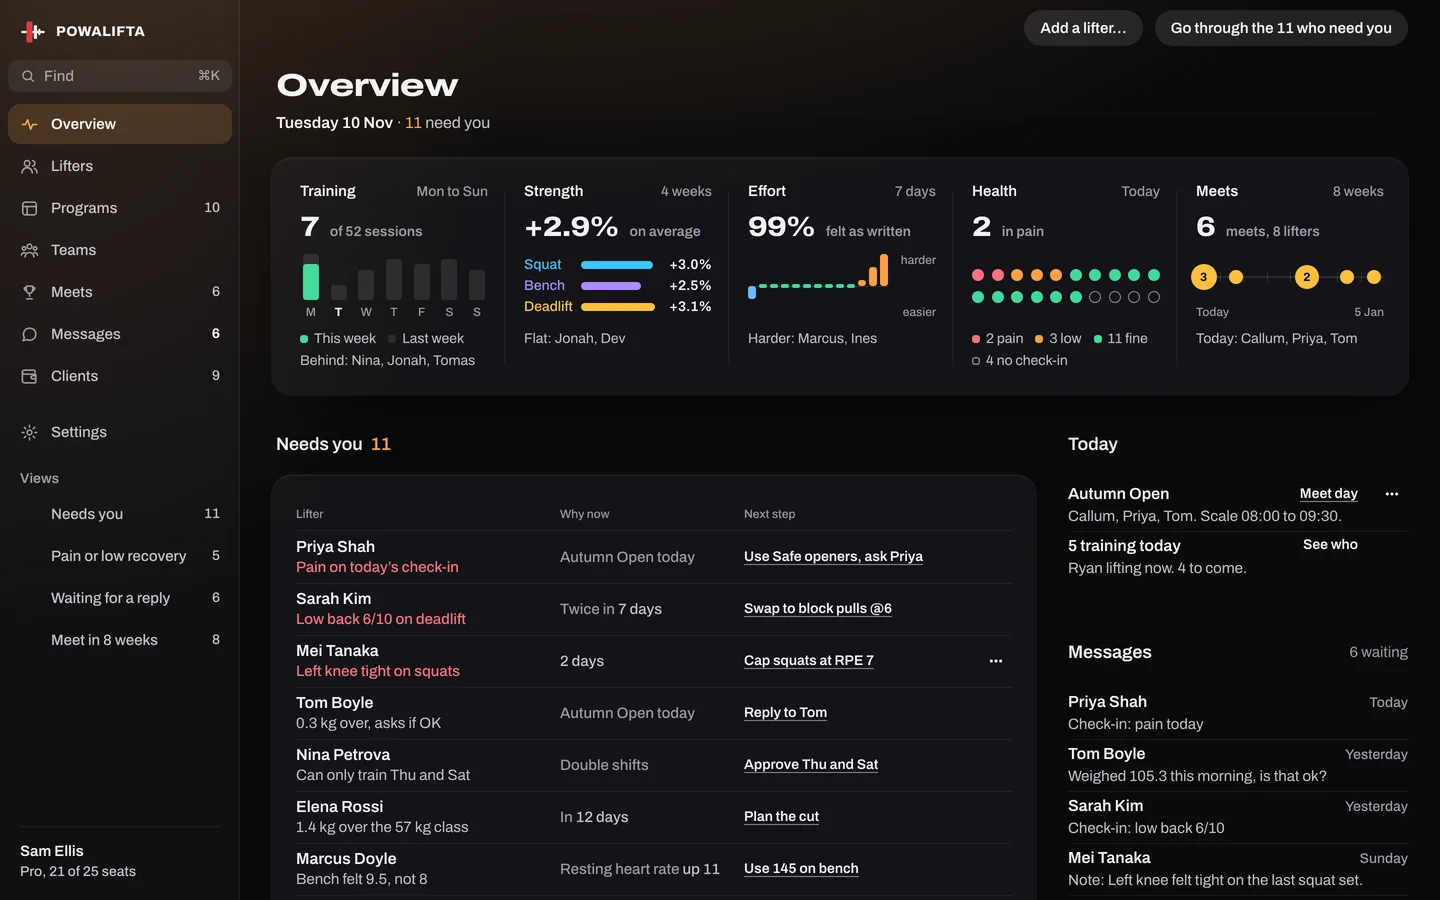 POWALIFTA
Find ⌘K
Overview
Lifters
Programs 10
Teams
Meets 6
Messages 6
Clients 9
Settings
Views
Needs you 11
Pain or low recovery 5
Waiting for a reply 6
Meet in 8 weeks 8
Sam Ellis
Pro, 21 of 25 seats
Add a lifter…
Go through the 11 who need you
Overview
Tuesday 10 Nov · 11 need you
Training Mon to Sun
7 of 52 sessions
M T W T F S S
This week Last week
Behind: Nina, Jonah, Tomas
Strength 4 weeks
+2.9% on average
Squat +3.0%
Bench +2.5%
Deadlift +3.1%
Flat: Jonah, Dev
Effort 7 days
99% felt as written
harder
easier
Harder: Marcus, Ines
Health Today
2 in pain
2 pain 3 low 11 fine
4 no check-in
Meets 8 weeks
6 meets, 8 lifters
3 2
Today 5 Jan
Today: Callum, Priya, Tom
Needs you 11
Lifter Why now Next step
Priya Shah
Pain on today’s check-in
Autumn Open today
Use Safe openers, ask Priya
Sarah Kim
Low back 6/10 on deadlift
Twice in 7 days
Swap to block pulls @6
Mei Tanaka
Left knee tight on squats
2 days
Cap squats at RPE 7
Tom Boyle
0.3 kg over, asks if OK
Autumn Open today
Reply to Tom
Nina Petrova
Can only train Thu and Sat
Double shifts
Approve Thu and Sat
Elena Rossi
1.4 kg over the 57 kg class
In 12 days
Plan the cut
Marcus Doyle
Bench felt 9.5, not 8
Resting heart rate up 11
Use 145 on bench
Today
Autumn Open Meet day
Callum, Priya, Tom. Scale 08:00 to 09:30.
5 training today See who
Ryan lifting now. 4 to come.
Messages 6 waiting
Priya Shah Today
Check-in: pain today
Tom Boyle Yesterday
Weighed 105.3 this morning, is that ok?
Sarah Kim Yesterday
Check-in: low back 6/10
Mei Tanaka Sunday
Note: Left knee felt tight on the last squat set.